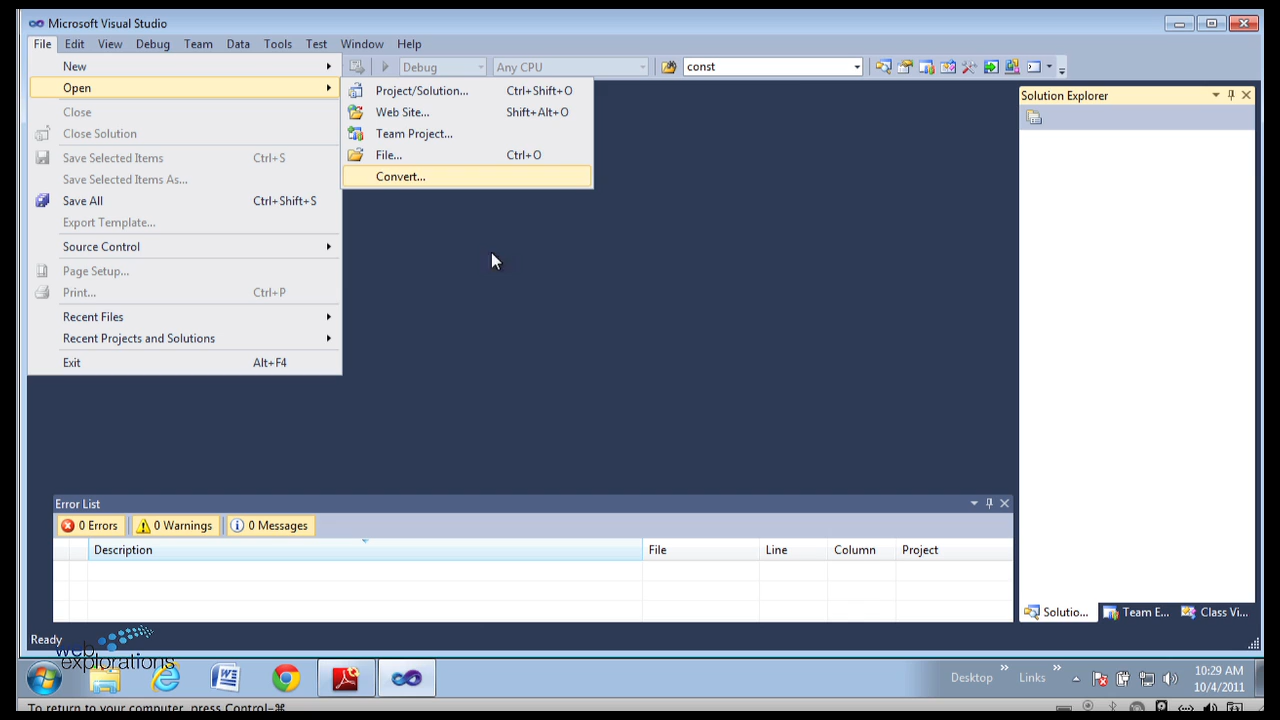 Microsoft Visual Studio
File Edit View Debug Team Data Tools Test Window Help
Debug Any CPU const
New
Open
Close
Close Solution
Save Selected Items Ctrl+S
Save Selected Items As...
Save All Ctrl+Shift+S
Export Template...
Source Control
Page Setup...
Print... Ctrl+P
Recent Files
Recent Projects and Solutions
Exit Alt+F4
Project/Solution... Ctrl+Shift+O
Web Site... Shift+Alt+O
Team Project...
File... Ctrl+O
Convert...
Solution Explorer
Error List
0 Errors 0 Warnings 0 Messages
Description File Line Column Project
Solutio... Team E... Class Vi...
Ready
web
explorations
Desktop Links
10:29 AM
10/4/2011
To return to your computer, press Control-⌘